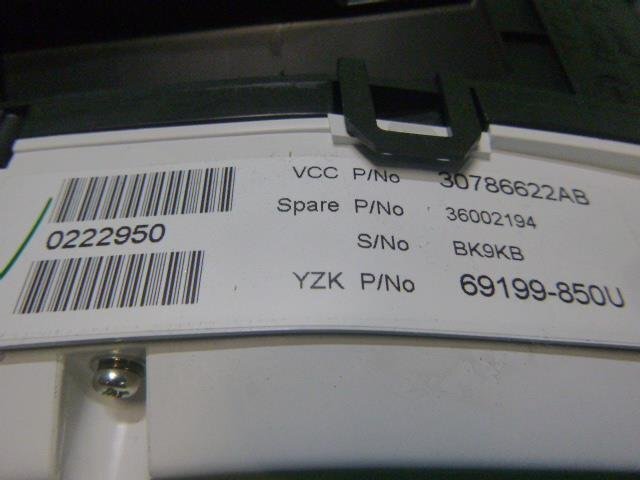 VCC P/No 30786622AB
Spare P/No 36002194
0222950
S/No BK9KB
YZK P/No 69199-850U